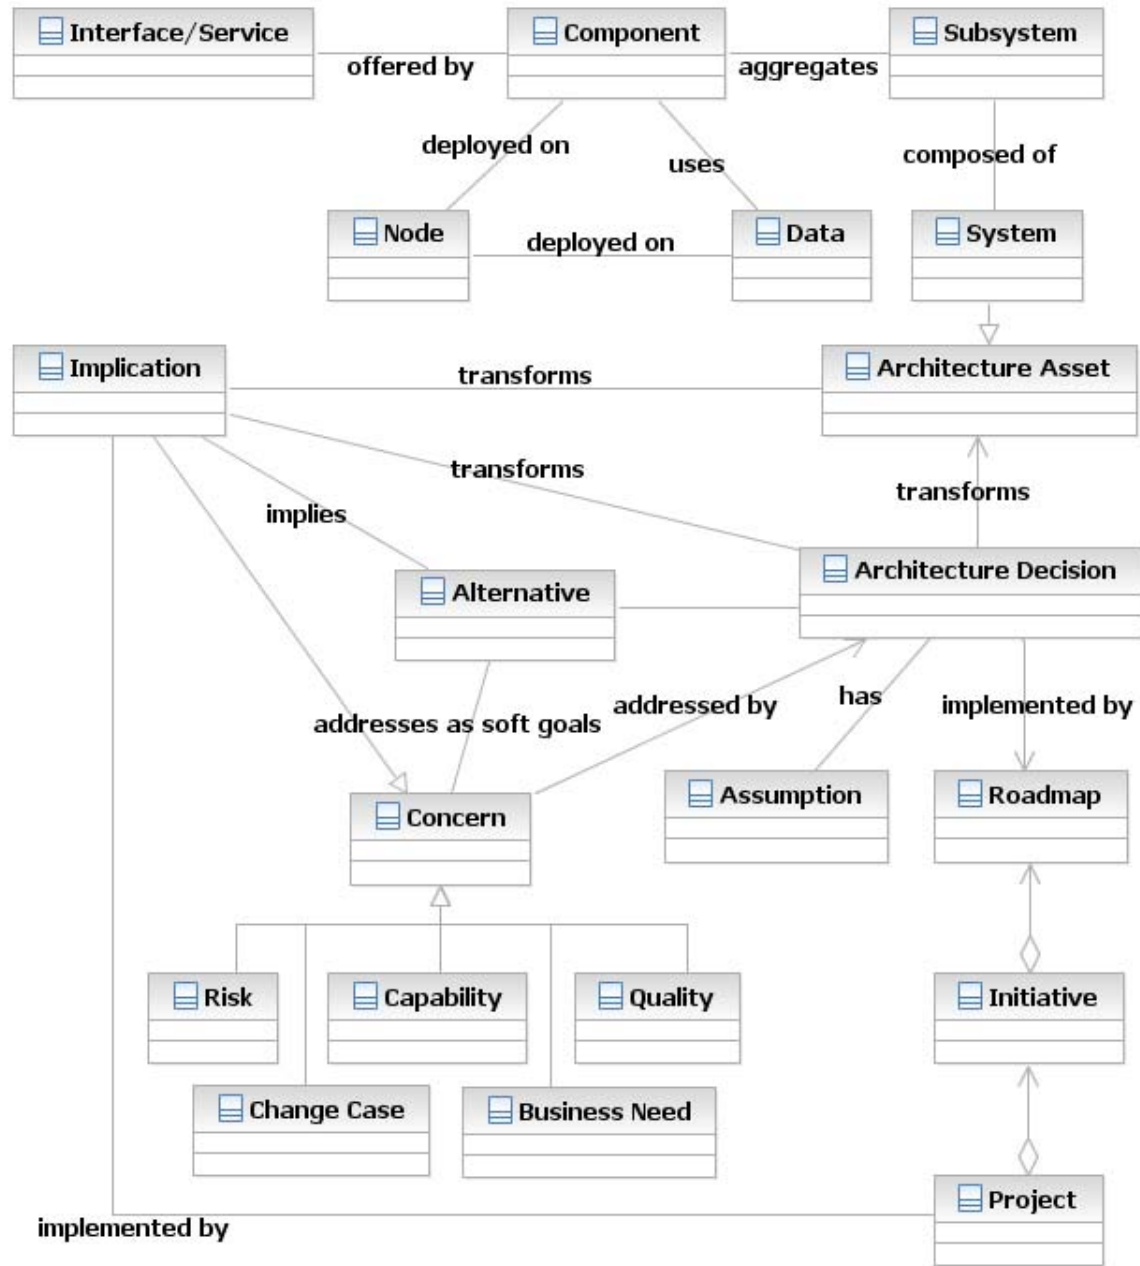 Interface/Service
Component
Subsystem
offered by
aggregates
deployed on
uses
composed of
Node
Data
System
deployed on
Implication
Architecture Asset
transforms
transforms
transforms
implies
Architecture Decision
Alternative
addresses as soft goals
addressed by
has
implemented by
Concern
Assumption
Roadmap
Risk
Capability
Quality
Initiative
Change Case
Business Need
Project
implemented by